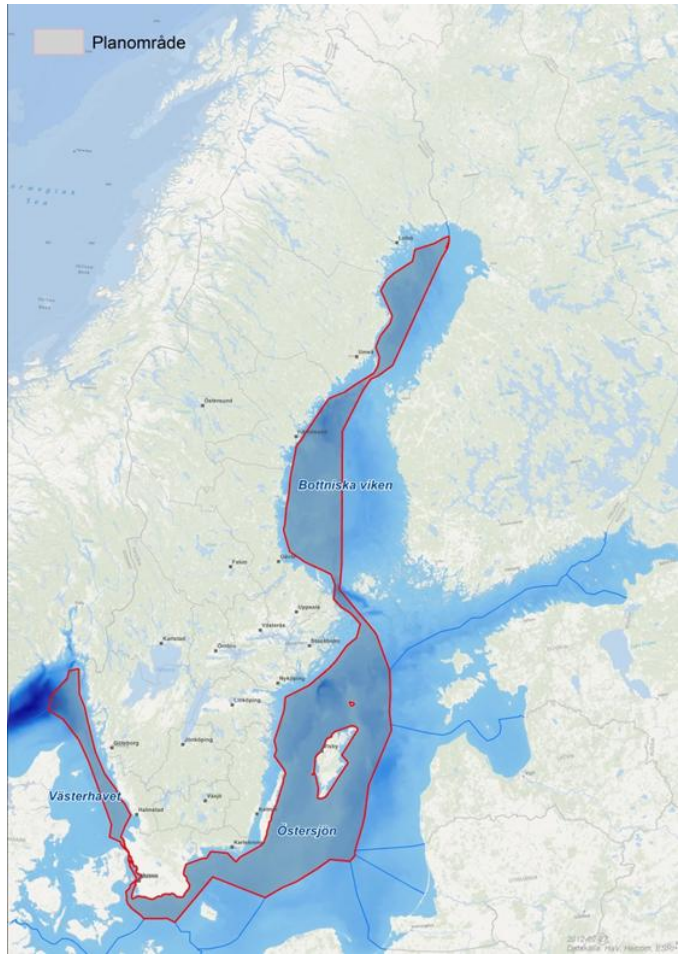 Planområde
Luleå
Umeå
Östersund
Härnösand
Bottniska viken
Gävle
Falun
Uppsala
Västerås
Karlstad
Örebro
Stockholm
Nyköping
Linköping
Göteborg
Jönköping
Visby
Västerhavet
Halmstad
Växjö
Kalmar
Östersjön
Karlskrona
Malmö